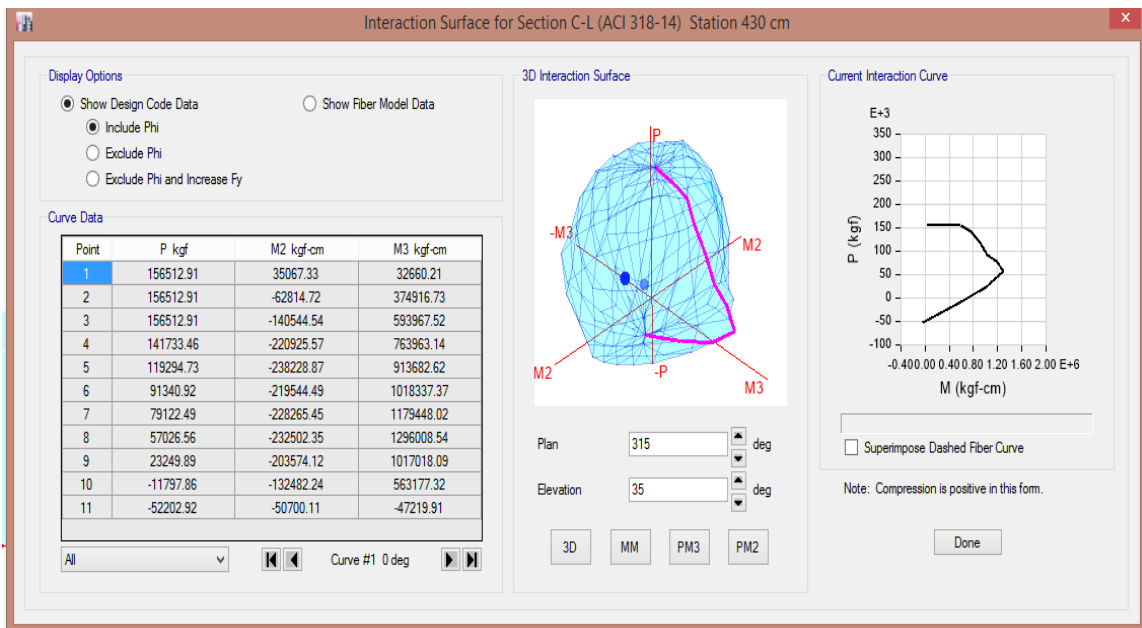 Interaction Surface for Section C-L (ACI 318-14) Station 430 cm
x
Display Options
Show Design Code Data
Show Fiber Model Data
Include Phi
Exclude Phi
Exclude Phi and Increase Fy
Curve Data
Point P kgf M2 kgf-cm M3 kgf-cm
1 156512.91 35067.33 32660.21
2 156512.91 -62814.72 374916.73
3 156512.91 -140544.54 593967.52
4 141733.46 -220925.57 763963.14
5 119294.73 -238228.87 913682.62
6 91340.92 -219544.49 1018337.37
7 79122.49 -228265.45 1179448.02
8 57026.56 -232502.35 1296008.54
9 23249.89 -203574.12 1017018.09
10 -11797.86 -132482.24 563177.32
11 -52202.92 -50700.11 -47219.91
All
Curve #1 0 deg
3D Interaction Surface
P
-M3
M2
M2
-P
M3
Plan 315 deg
Elevation 35 deg
3D MM PM3 PM2
Current Interaction Curve
E+3
350
300
250
200
150
100
50
0
-50
-100
P (kgf)
-0.400.00 0.40 0.80 1.20 1.60 2.00 E+6
M (kgf-cm)
Superimpose Dashed Fiber Curve
Note: Compression is positive in this form.
Done